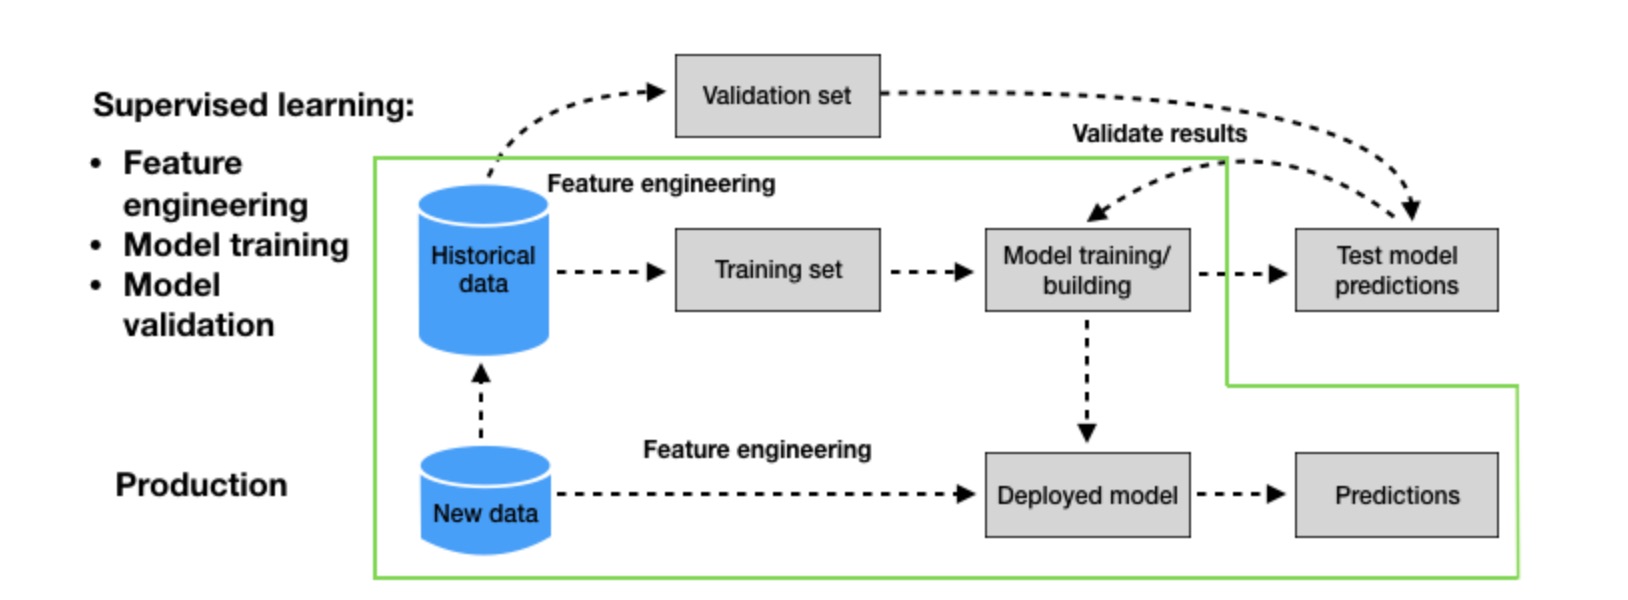 Supervised learning:
• Feature
engineering
• Model training
• Model
validation
Production
Validation set
Validate results
Feature engineering
Historical
data
Training set
Model training/
building
Test model
predictions
Feature engineering
New data
Deployed model
Predictions